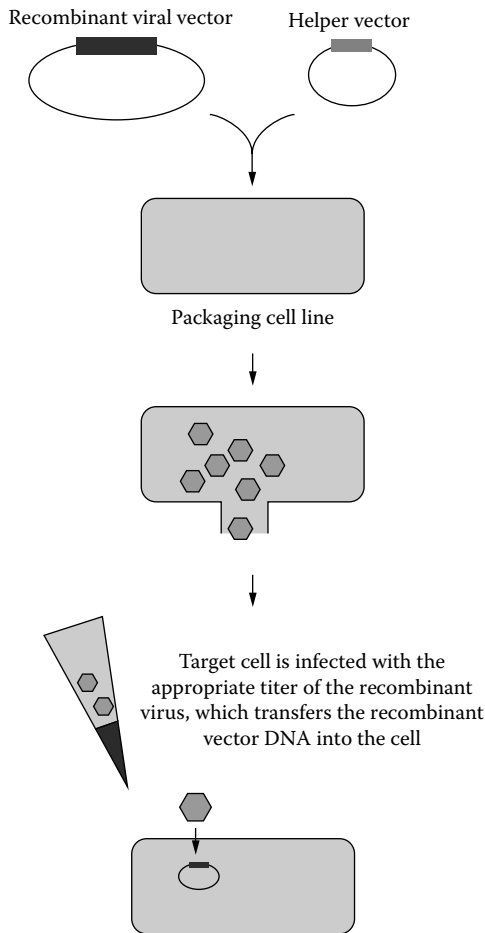 Recombinant viral vector
Helper vector
Packaging cell line
Target cell is infected with the
appropriate titer of the recombinant
virus, which transfers the recombinant
vector DNA into the cell